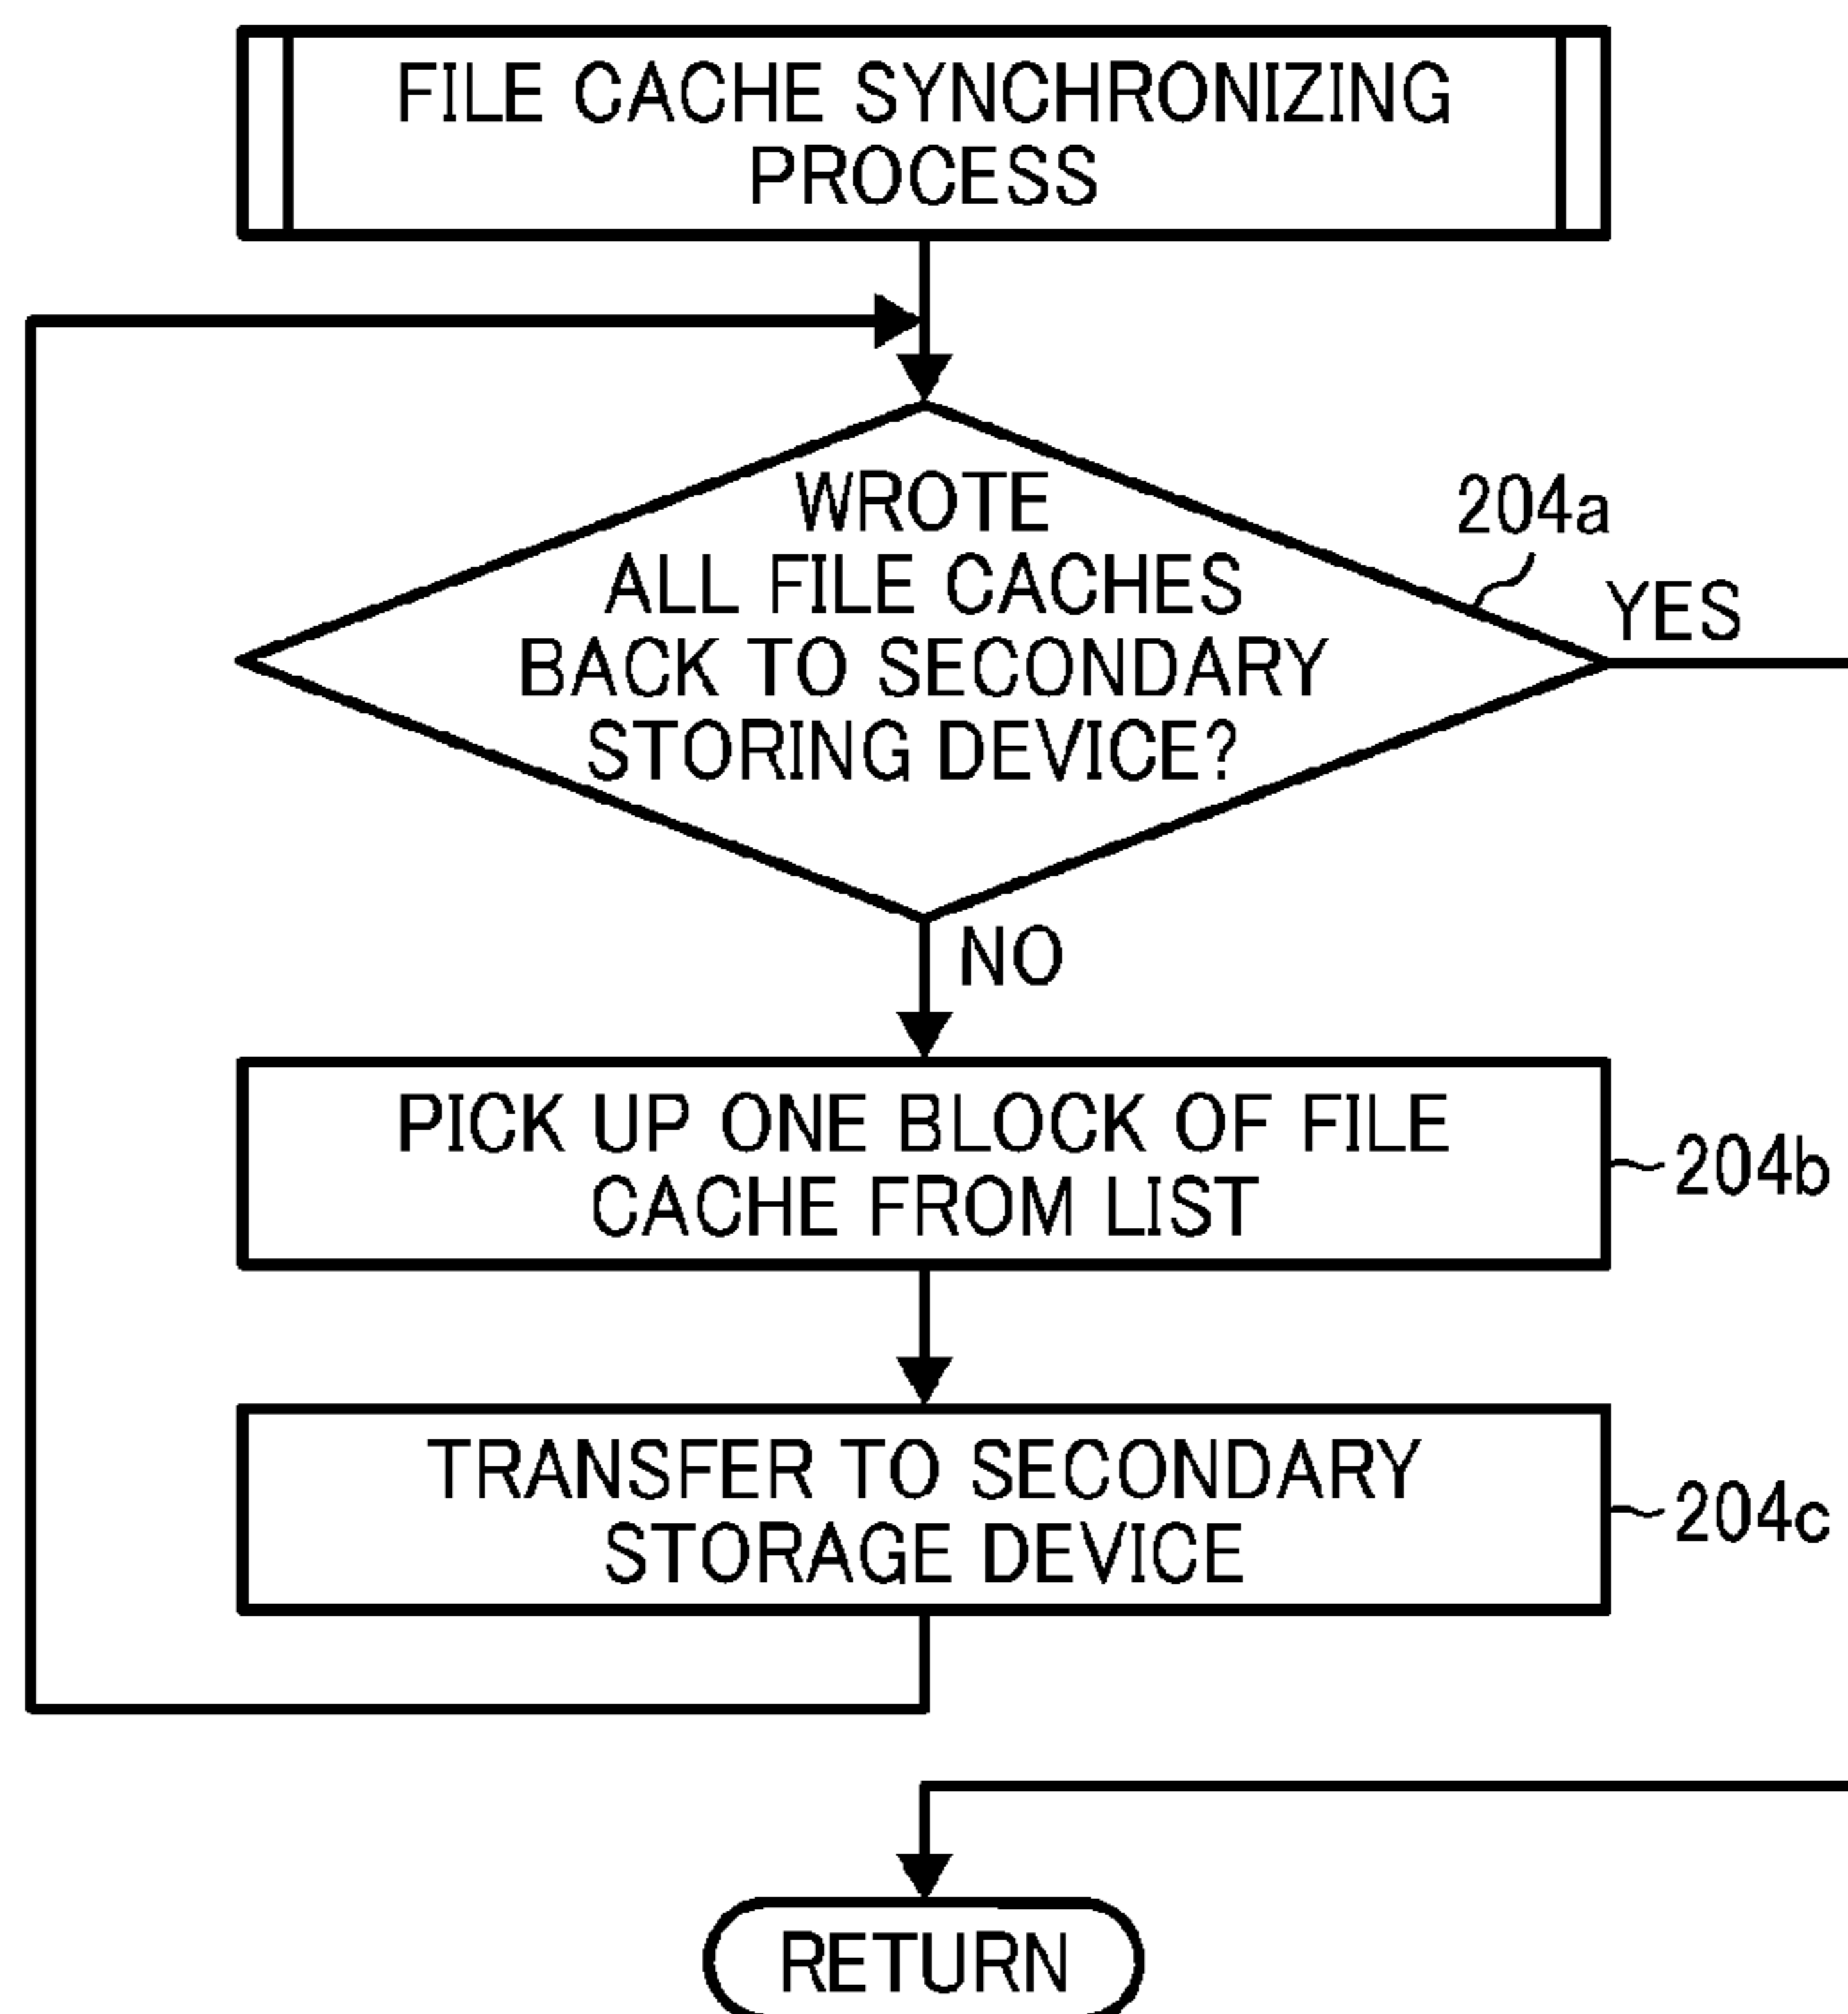 FILE CACHE SYNCHRONIZING
PROCESS
WROTE
ALL FILE CACHES
BACK TO SECONDARY
STORING DEVICE?
204a
YES
NO
PICK UP ONE BLOCK OF FILE
CACHE FROM LIST
204b
TRANSFER TO SECONDARY
STORAGE DEVICE
204c
RETURN